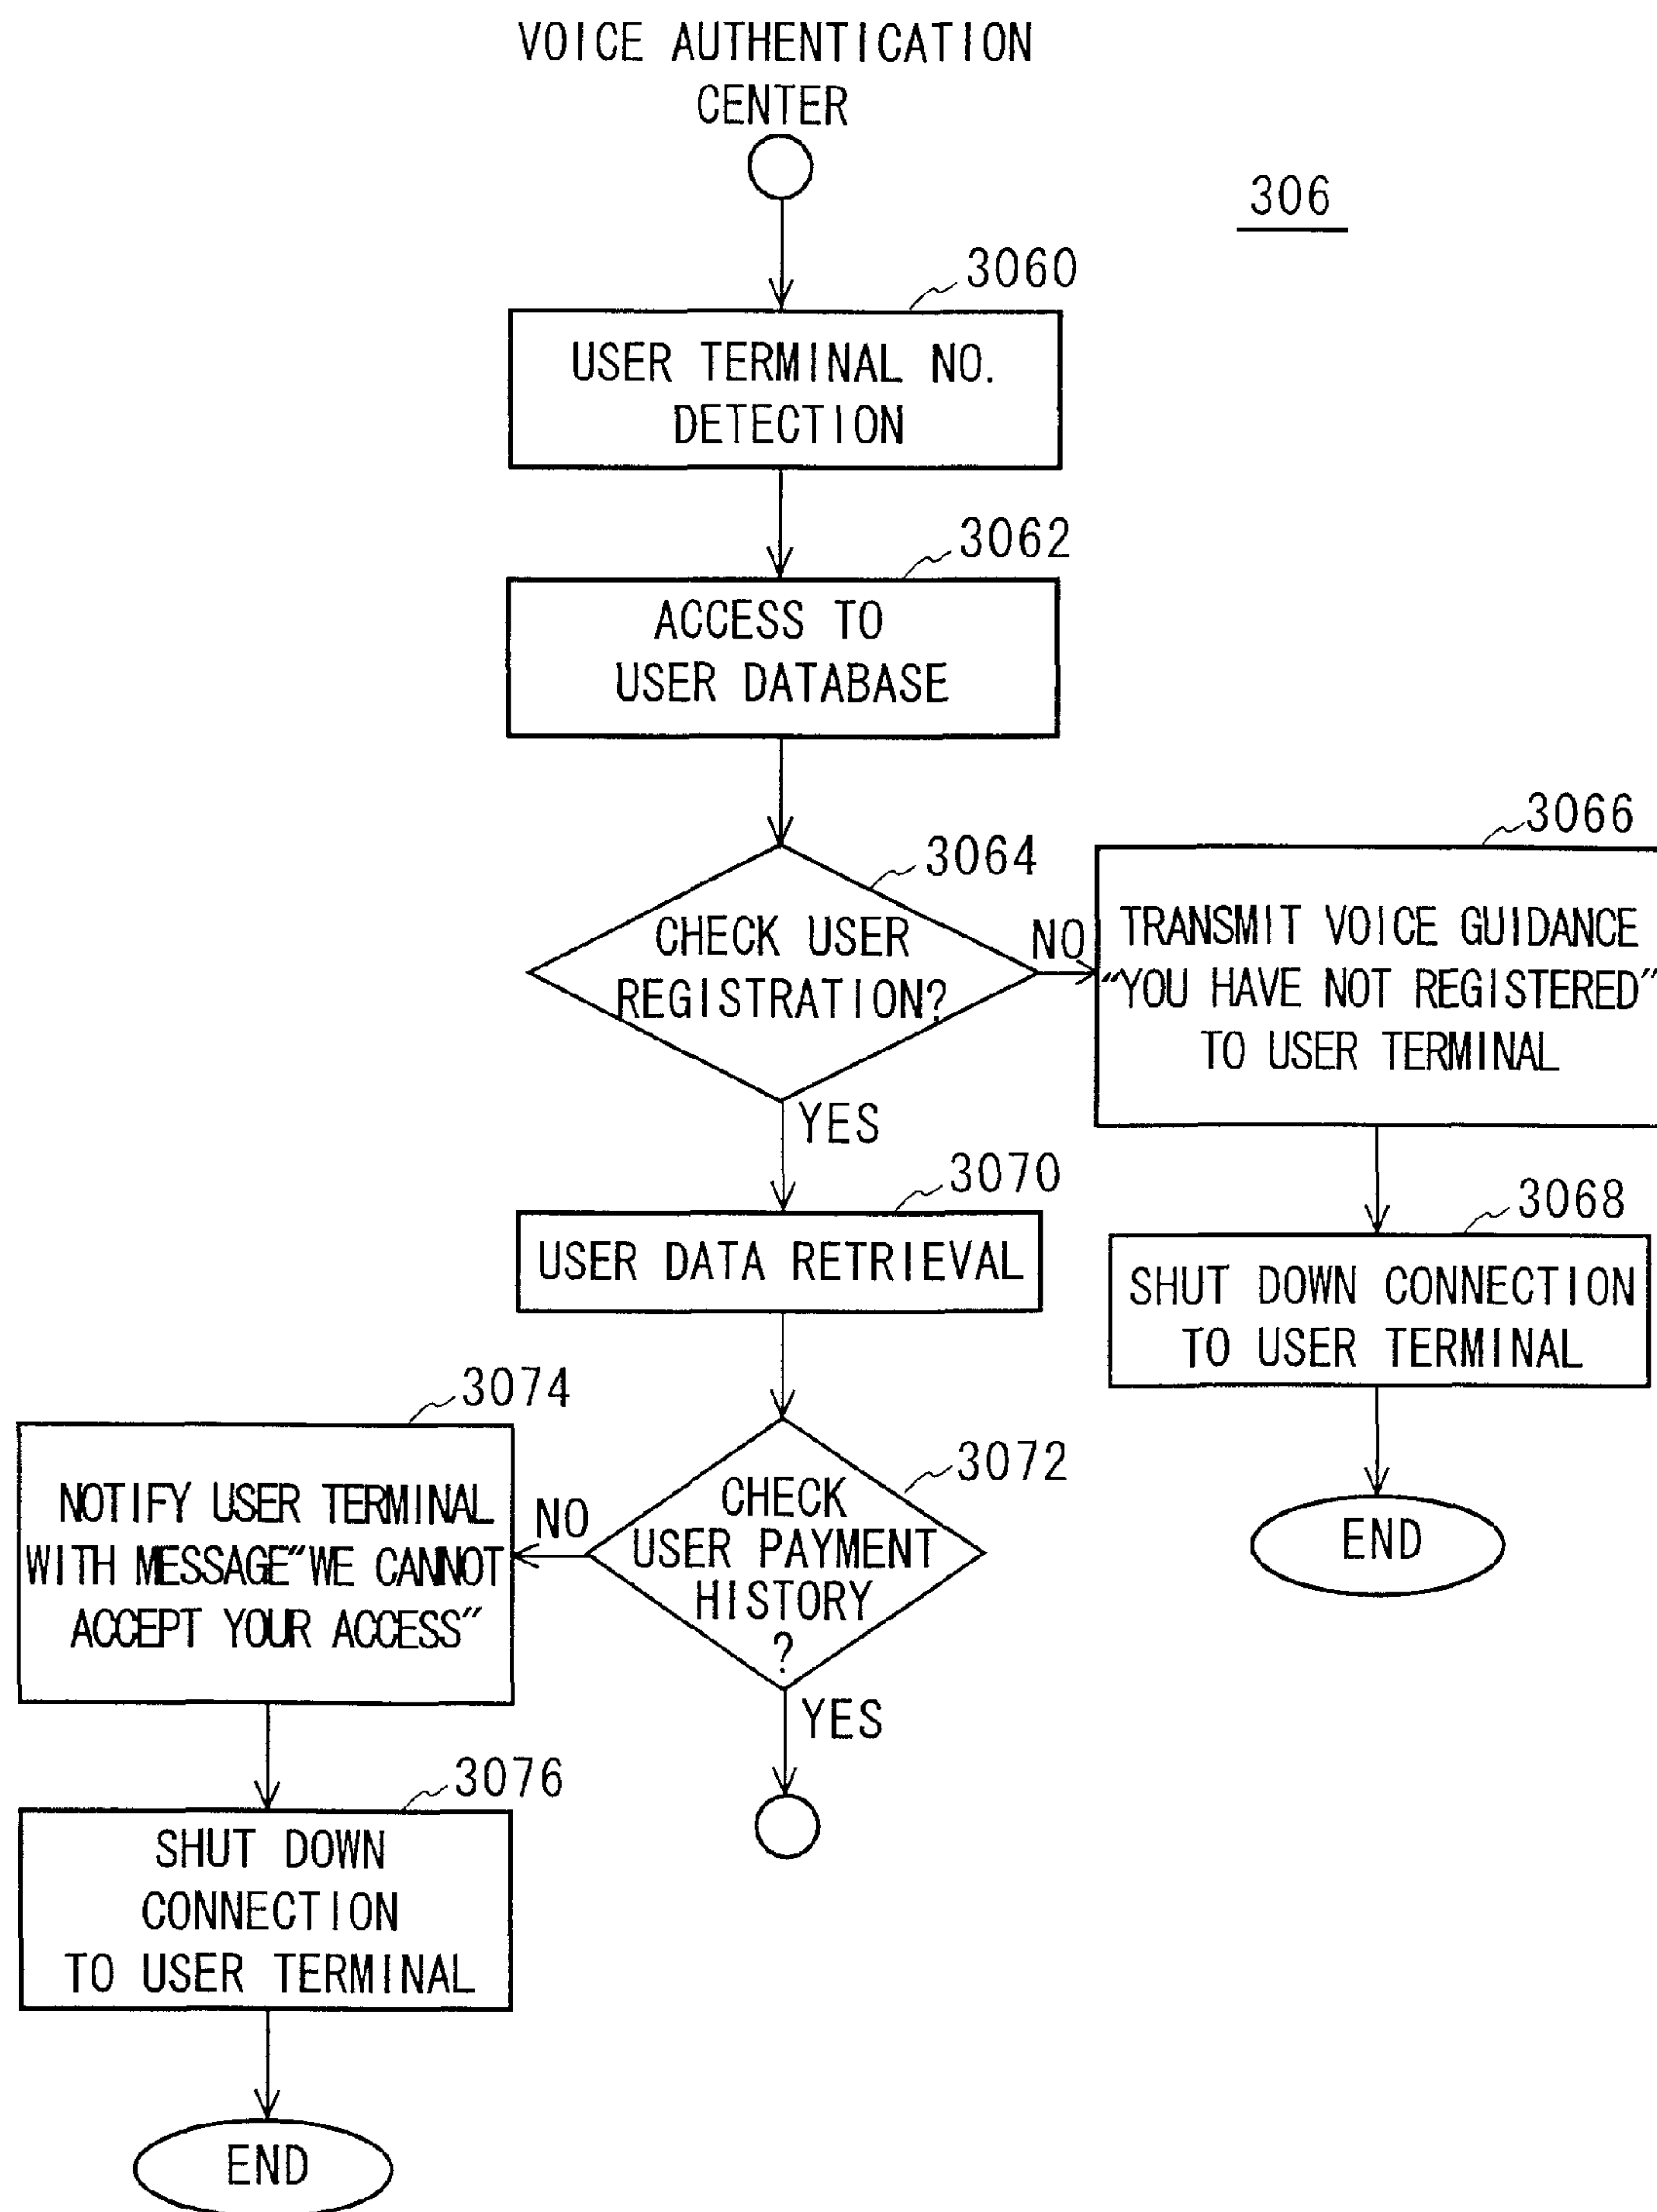 VOICE AUTHENTICATION
CENTER
306
3060
USER TERMINAL NO.
DETECTION
3062
ACCESS TO
USER DATABASE
3064
CHECK USER
REGISTRATION?
NO
YES
3066
TRANSMIT VOICE GUIDANCE
"YOU HAVE NOT REGISTERED"
TO USER TERMINAL
3068
SHUT DOWN CONNECTION
TO USER TERMINAL
END
3070
USER DATA RETRIEVAL
3072
CHECK
USER PAYMENT
HISTORY
?
NO
YES
3074
NOTIFY USER TERMINAL
WITH MESSAGE"WE CANNOT
ACCEPT YOUR ACCESS"
3076
SHUT DOWN
CONNECTION
TO USER TERMINAL
END